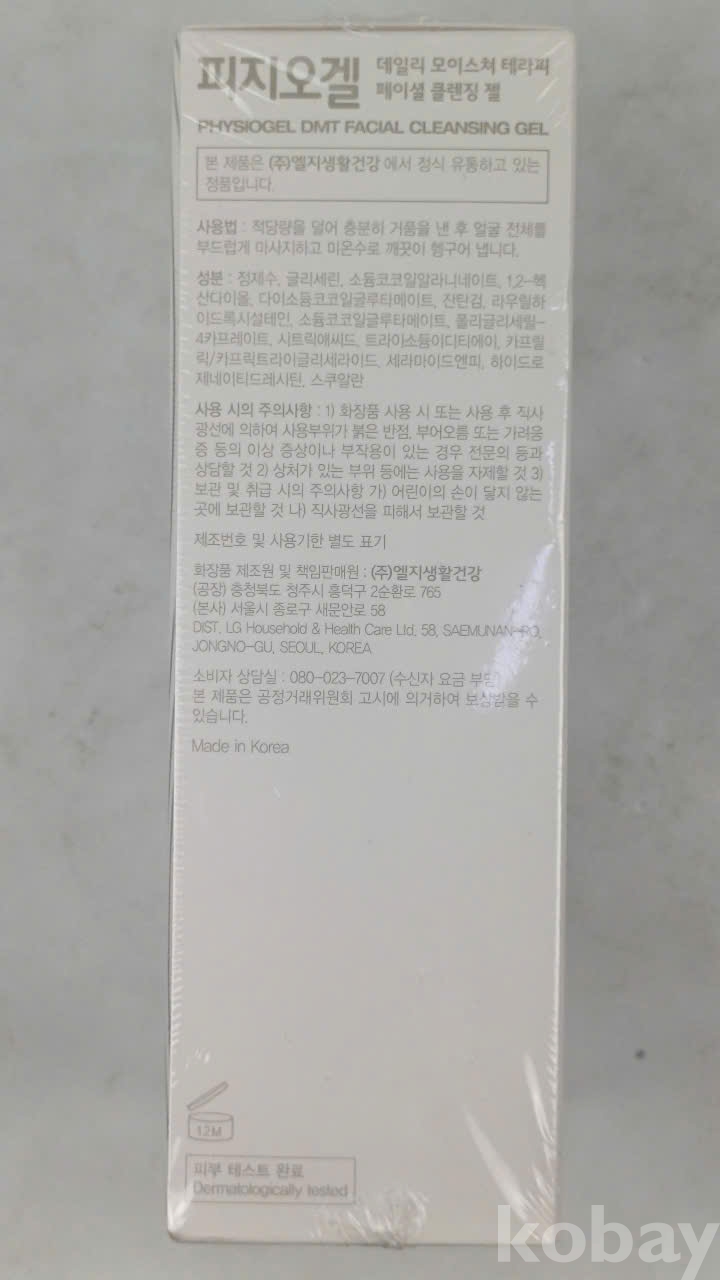 피지오겔 데일리 모이스쳐 테라피
페이셜 클렌징 젤
PHYSIOGEL DMT FACIAL CLEANSING GEL
본 제품은 (주)엘지생활건강 에서 정식 유통하고 있는
정품입니다.
사용법 : 적당량을 덜어 충분히 거품을 낸 후 얼굴 전체를
부드럽게 마사지하고 미온수로 깨끗이 헹구어 냅니다.
성분 : 정제수, 글리세린, 소듐코코일알라니네이트, 1,2-헥
산다이올, 다이소듐코코일글루타메이트, 잔탄검, 라우릴하
이드록시설테인, 소듐코코일글루타메이트, 폴리글리세릴-
4카프레이트, 시트릭애씨드, 트라이소듐이디티에이, 카프릴
릭/카프릭트라이글리세라이드, 세라마이드엔피, 하이드로
제네이티드레시틴, 스쿠알란
사용 시의 주의사항 : 1) 화장품 사용 시 또는 사용 후 직사
광선에 의하여 사용부위가 붉은 반점, 부어오름 또는 가려움
증 등의 이상 증상이나 부작용이 있는 경우 전문의 등과
상담할 것 2) 상처가 있는 부위 등에는 사용을 자제할 것 3)
보관 및 취급 시의 주의사항 가) 어린이의 손이 닿지 않는
곳에 보관할 것 나) 직사광선을 피해서 보관할 것
제조번호 및 사용기한 별도 표기
화장품 제조원 및 책임판매원 : (주)엘지생활건강
(공장) 충청북도 청주시 흥덕구 2순환로 765
(본사) 서울시 종로구 새문안로 58
DIST. LG Household & Health Care Ltd. 58, SAEMUNAN-RO,
JONGNO-GU, SEOUL, KOREA
소비자 상담실 : 080-023-7007 (수신자 요금 부담)
본 제품은 공정거래위원회 고시에 의거하여 보상받을 수
있습니다.
Made in Korea
12M
피부 테스트 완료
Dermatologically tested
kobay